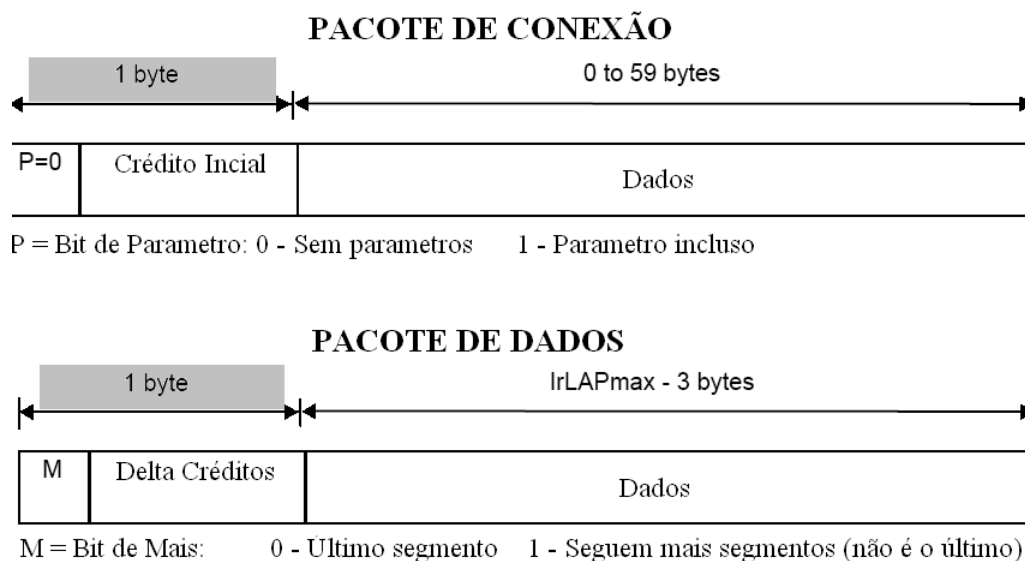 PACOTE DE CONEXÃO
1 byte 0 to 59 bytes
P=0 Crédito Incial Dados
P = Bit de Parametro: 0 - Sem parametros 1 - Parametro incluso
PACOTE DE DADOS
1 byte IrLAPmax - 3 bytes
M Delta Créditos Dados
M = Bit de Mais: 0 - Último segmento 1 - Seguem mais segmentos (não é o último)